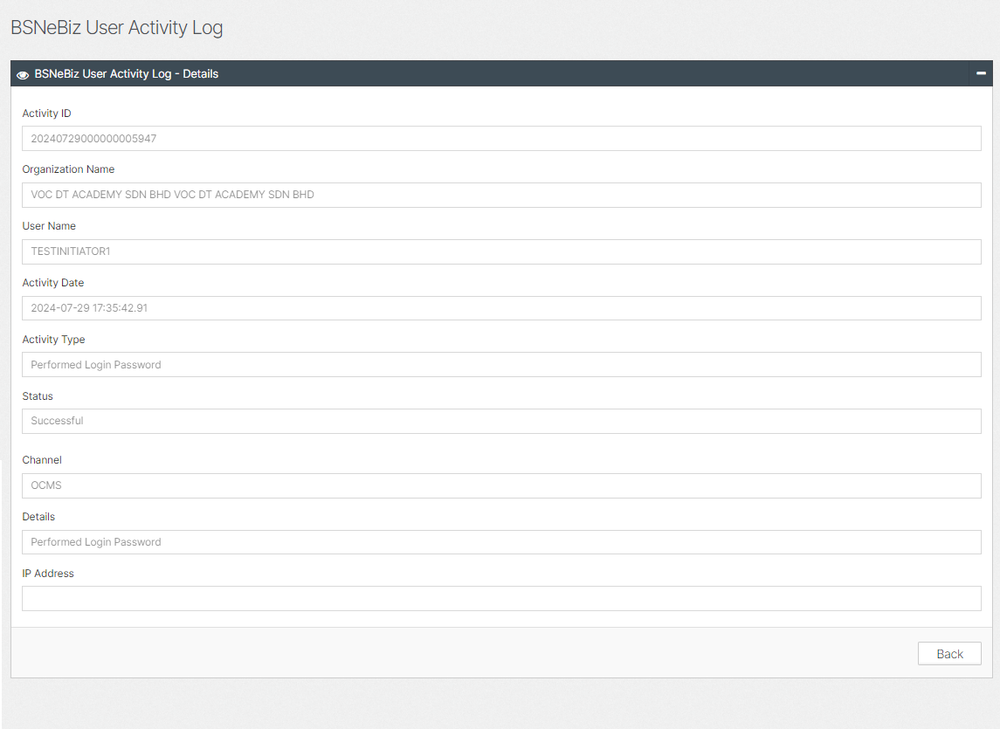 BSNeBiz User Activity Log
BSNeBiz User Activity Log - Details
Activity ID
20240729000000005947
Organization Name
VOC DT ACADEMY SDN BHD VOC DT ACADEMY SDN BHD
User Name
TESTINITIATOR1
Activity Date
2024-07-29 17:35:42.91
Activity Type
Performed Login Password
Status
Successful
Channel
OCMS
Details
Performed Login Password
IP Address
Back